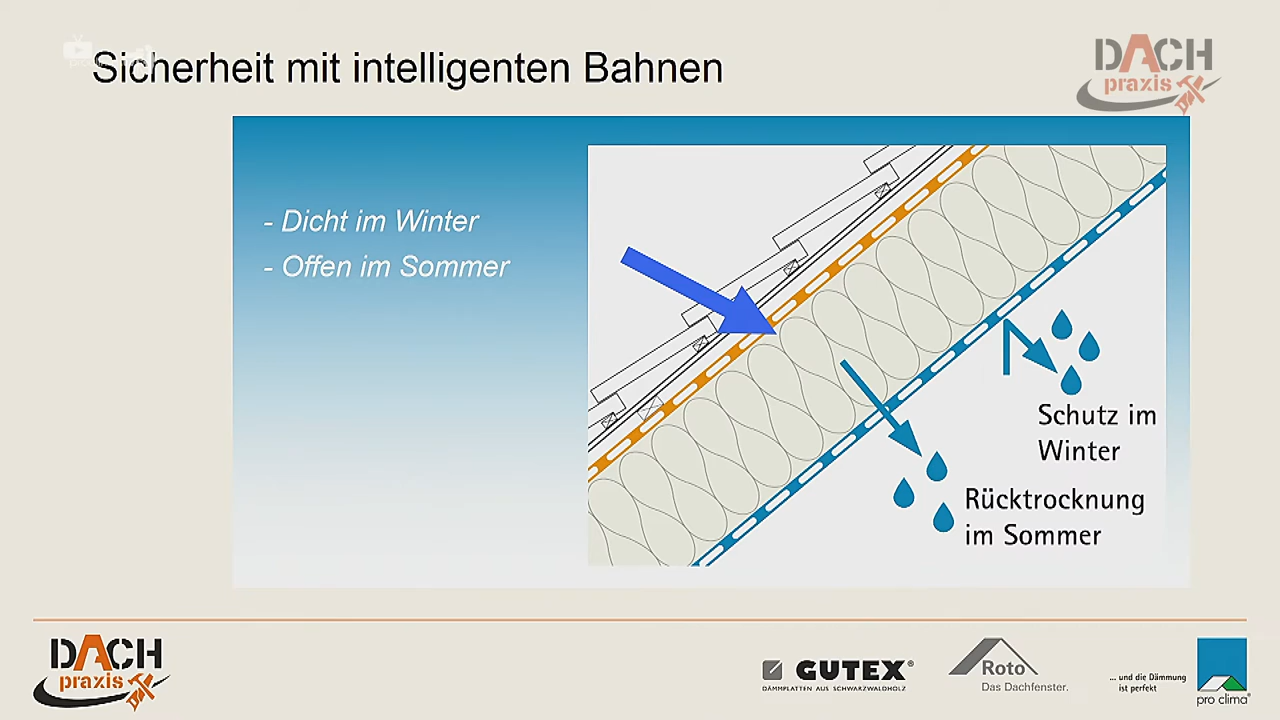 Sicherheit mit intelligenten Bahnen
DACH
praxis
- Dicht im Winter
- Offen im Sommer
Schutz im
Winter
Rücktrocknung
im Sommer
DACH
praxis
GUTEX®
DÄMMPLATTEN AUS SCHWARZWALDHOLZ
Roto
Das Dachfenster.
... und die Dämmung
ist perfekt
pro clima®